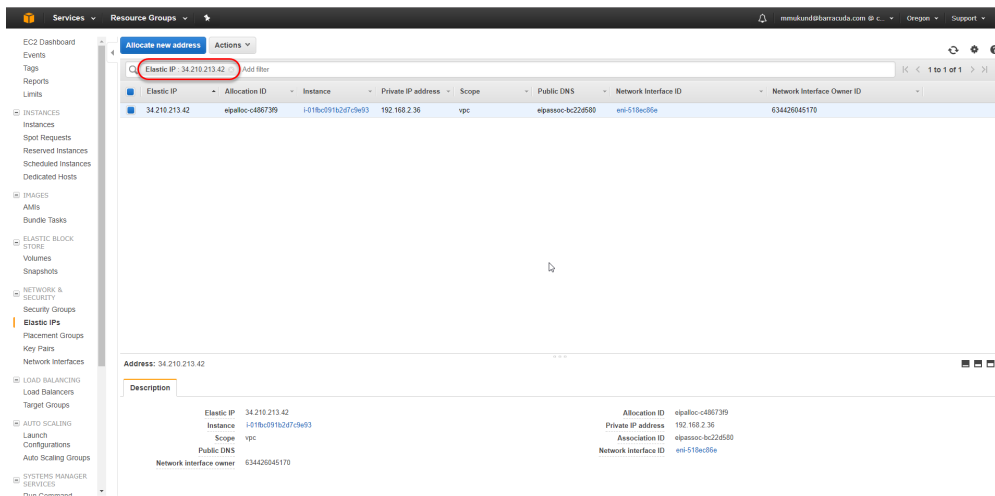 Services Resource Groups mmukund@barracuda.com @ c... Oregon Support
EC2 Dashboard
Events
Tags
Reports
Limits
INSTANCES
Instances
Spot Requests
Reserved Instances
Scheduled Instances
Dedicated Hosts
IMAGES
AMIs
Bundle Tasks
ELASTIC BLOCK
STORE
Volumes
Snapshots
NETWORK &
SECURITY
Security Groups
Elastic IPs
Placement Groups
Key Pairs
Network Interfaces
LOAD BALANCING
Load Balancers
Target Groups
AUTO SCALING
Launch
Configurations
Auto Scaling Groups
SYSTEMS MANAGER
SERVICES
Run Command
Allocate new address Actions
Elastic IP : 34.210.213.42 Add filter 1 to 1 of 1
Elastic IP Allocation ID Instance Private IP address Scope Public DNS Network Interface ID Network Interface Owner ID
34.210.213.42 eipalloc-c48673f9 i-01fbc091b2d7c9e93 192.168.2.36 vpc eipassoc-bc22d580 eni-518ec86e 634426045170
Address: 34.210.213.42
Description
Elastic IP 34.210.213.42 Allocation ID eipalloc-c48673f9
Instance i-01fbc091b2d7c9e93 Private IP address 192.168.2.36
Scope vpc Association ID eipassoc-bc22d580
Public DNS Network interface ID eni-518ec86e
Network interface owner 634426045170